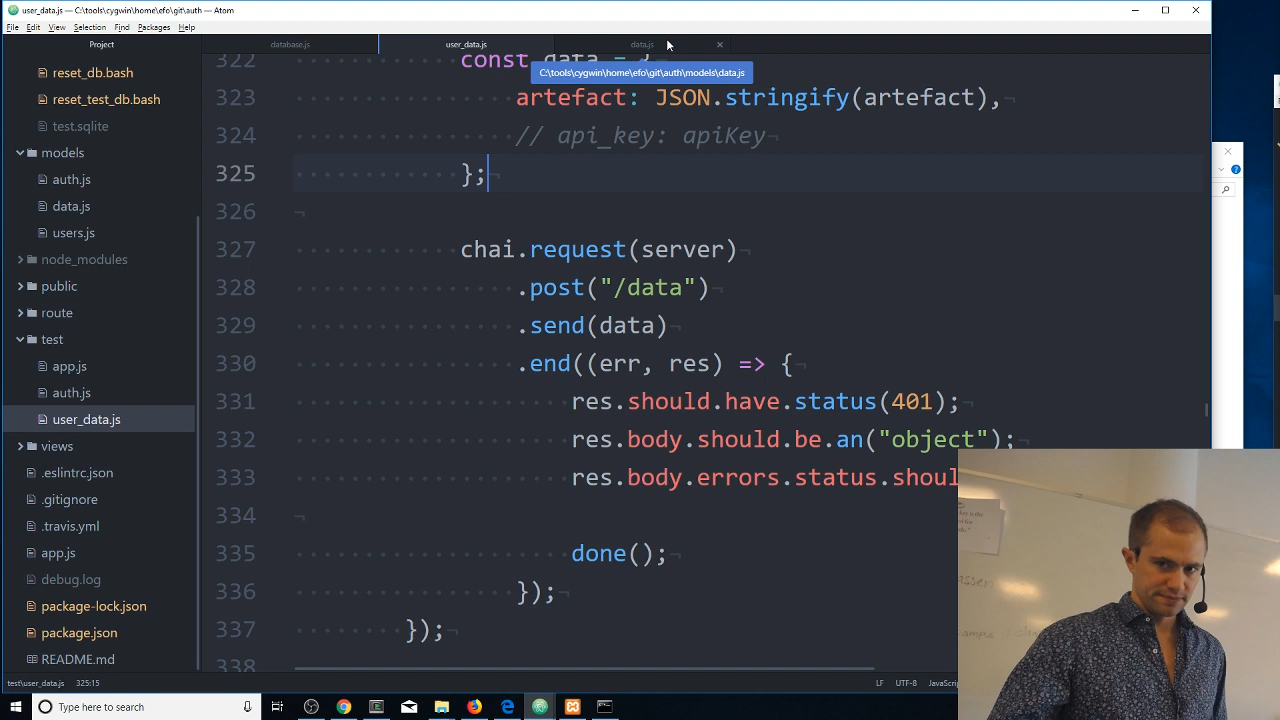 user_data.js — C:\tools\cygwin\home\efo\git\auth — Atom
File Edit View Selection Find Packages Help
Project
database.js
user_data.js
data.js
C:\tools\cygwin\home\efo\git\auth\models\data.js
reset_db.bash
reset_test_db.bash
test.sqlite
models
auth.js
data.js
users.js
node_modules
public
route
test
app.js
auth.js
user_data.js
views
.eslintrc.json
.gitignore
.travis.yml
app.js
debug.log
package-lock.json
package.json
README.md
322 const data = {
323 artefact: JSON.stringify(artefact),
324 // api_key: apiKey
325 };
326
327 chai.request(server)
328 .post("/data")
329 .send(data)
330 .end((err, res) => {
331 res.should.have.status(401);
332 res.body.should.be.an("object");
333 res.body.errors.status.shoul
334
335 done();
336 });
337 });
338
test\user_data.js 325:15
LF UTF-8 JavaScri
Type here to search